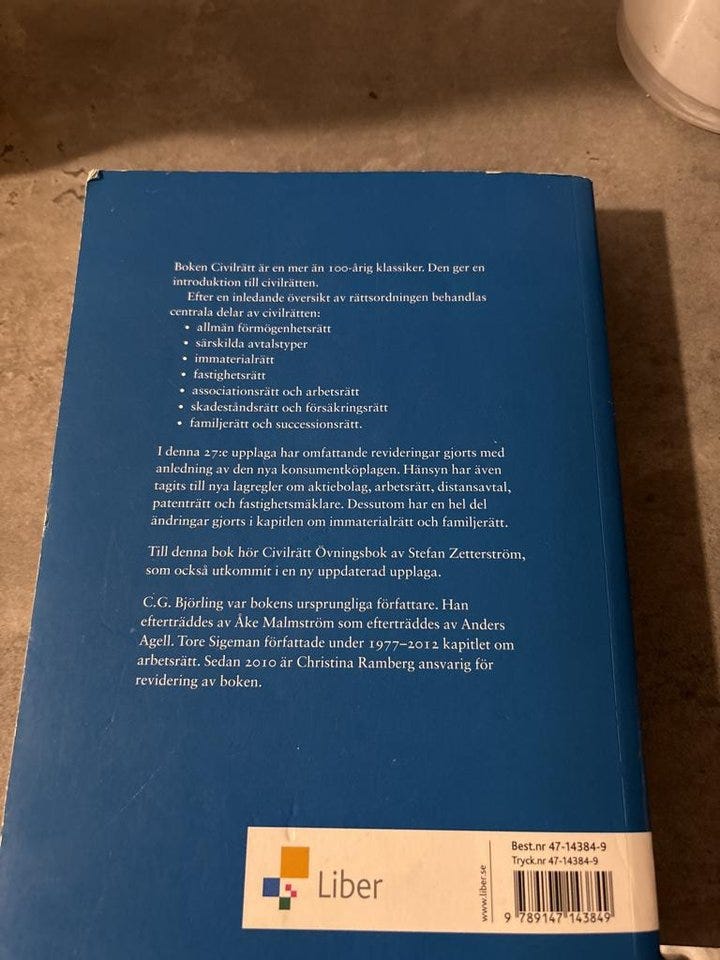 Boken Civilrätt är en mer än 100-årig klassiker. Den ger en
introduktion till civilrätten.
Efter en inledande översikt av rättsordningen behandlas
centrala delar av civilrätten:
• allmän förmögenhetsrätt
• särskilda avtalstyper
• immaterialrätt
• fastighetsrätt
• associationsrätt och arbetsrätt
• skadeståndsrätt och försäkringsrätt
• familjerätt och successionsrätt.
I denna 27:e upplaga har omfattande revideringar gjorts med
anledning av den nya konsumentköplagen. Hänsyn har även
tagits till nya lagregler om aktiebolag, arbetsrätt, distansavtal,
patenträtt och fastighetsmäklare. Dessutom har en hel del
ändringar gjorts i kapitlen om immaterialrätt och familjerätt.
Till denna bok hör Civilrätt Övningsbok av Stefan Zetterström,
som också utkommit i en ny uppdaterad upplaga.
C.G. Björling var bokens ursprungliga författare. Han
efterträddes av Åke Malmström som efterträddes av Anders
Agell. Tore Sigeman författade under 1977–2012 kapitlet om
arbetsrätt. Sedan 2010 är Christina Ramberg ansvarig för
revidering av boken.
Liber
www.liber.se
Best.nr 47-14384-9
Tryck.nr 47-14384-9
9 789147 143849